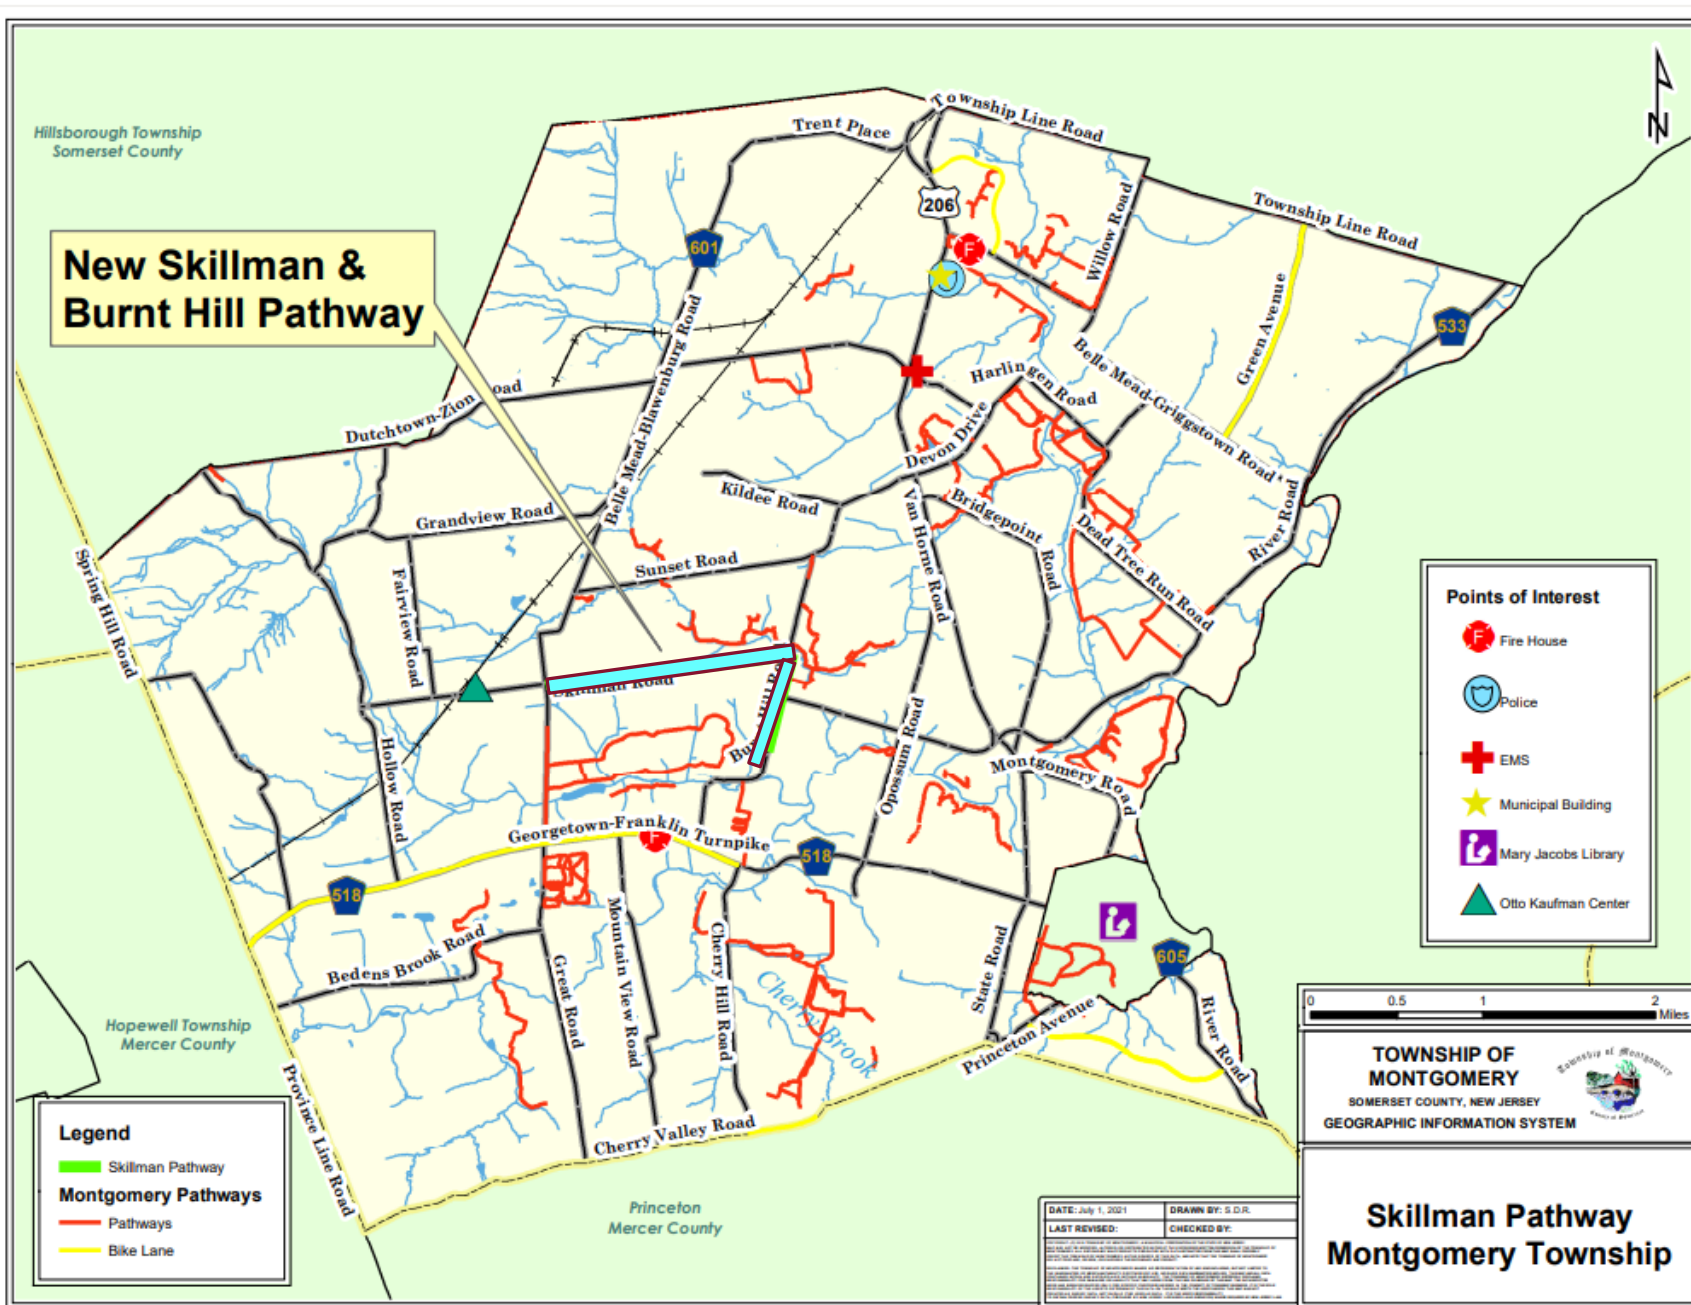 Hillsborough Township
Somerset County
New Skillman &
Burnt Hill Pathway
Trent Place
Township Line Road
Township Line Road
N
206
601
533
F
Willow Road
Green Avenue
Belle Mead-Blawenburg Road
Belle Mead-Griggstown Road
Harlingen Road
Dutchtown-Zion Road
Devon Drive
Kildee Road
Grandview Road
Van Horne Road
Bridgepoint Road
Dead Tree Run Road
River Road
Sunset Road
Fairview Road
Spring Hill Road
Skillman Road
Hollow Road
Opossum Road
Montgomery Road
Georgetown-Franklin Turnpike
F
518
518
Bedens Brook Road
Great Road
Mountain View Road
Cherry Hill Road
Cherry Brook
State Road
605
River Road
Princeton Avenue
Province Line Road
Cherry Valley Road
Hopewell Township
Mercer County
Princeton
Mercer County
Points of Interest
F Fire House
Police
EMS
Municipal Building
Mary Jacobs Library
Otto Kaufman Center
Legend
Skillman Pathway
Montgomery Pathways
Pathways
Bike Lane
0 0.5 1 2
Miles
TOWNSHIP OF
MONTGOMERY
SOMERSET COUNTY, NEW JERSEY
GEOGRAPHIC INFORMATION SYSTEM
Township of Montgomery
DATE: July 1, 2021 DRAWN BY: S.D.R.
LAST REVISED: CHECKED BY:
Skillman Pathway
Montgomery Township